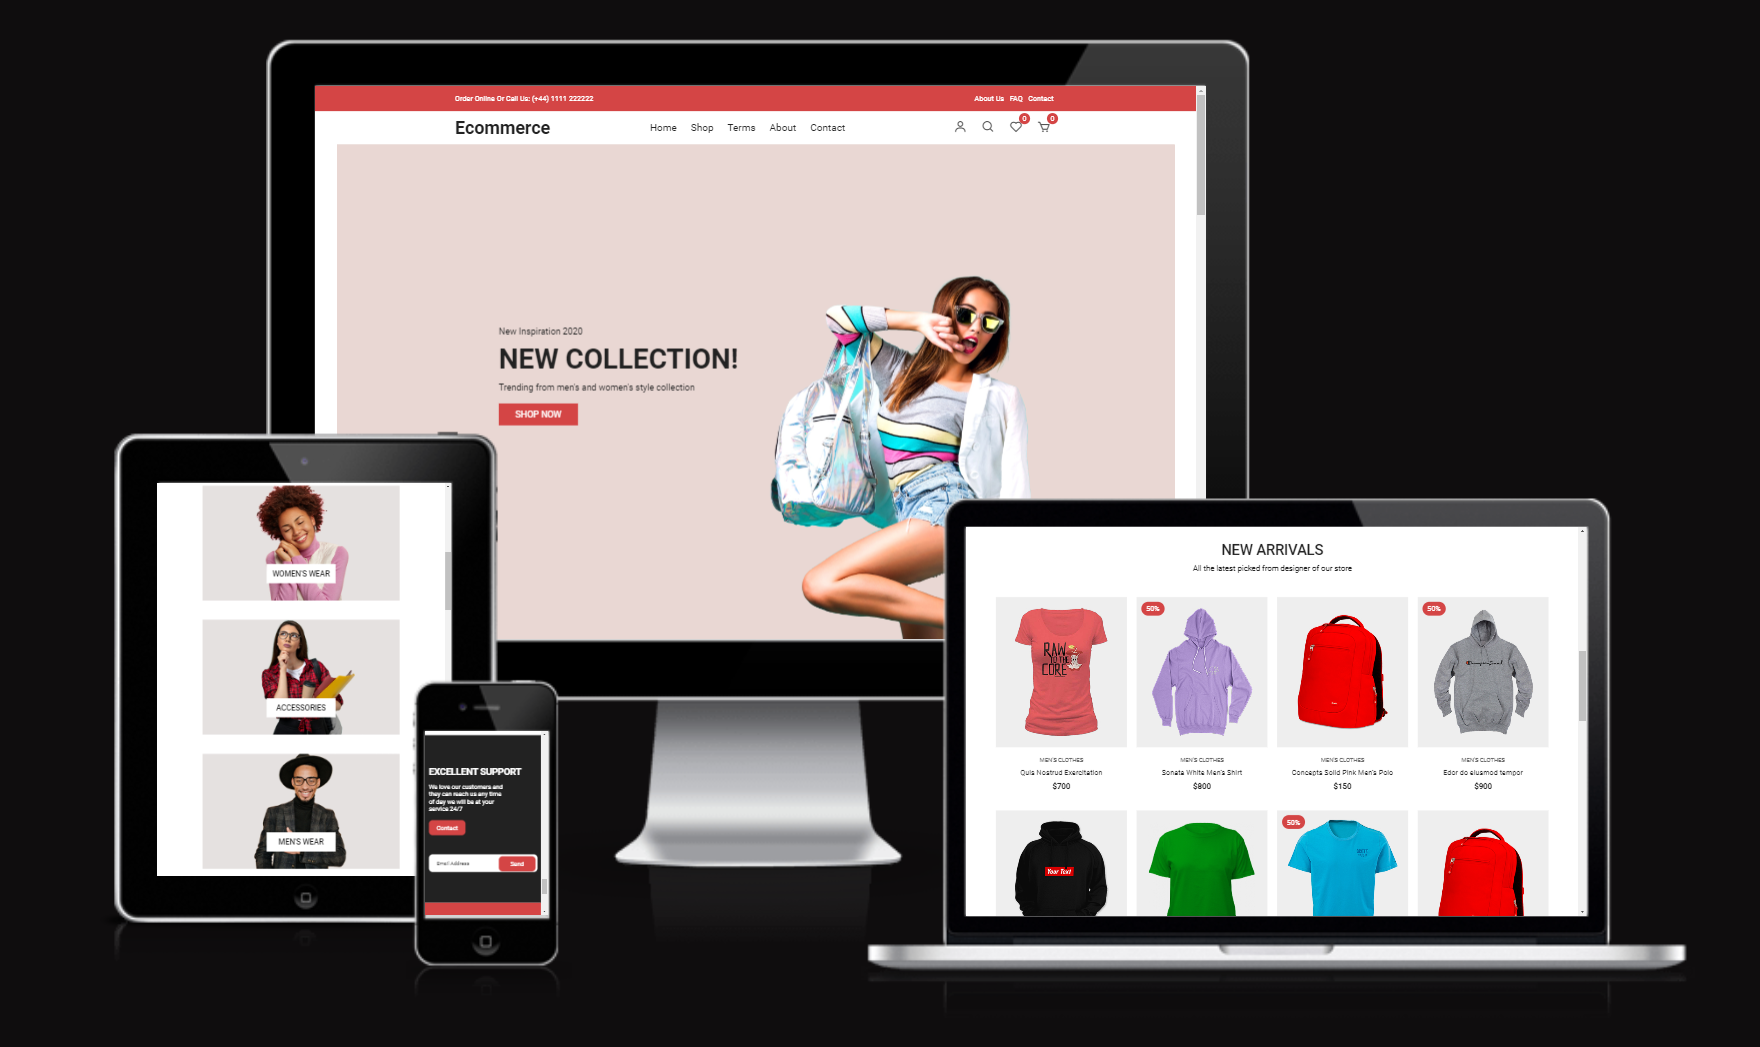 Order Online Or Call Us: (+44) 1111 222222
About Us FAQ Contact
Ecommerce
Home Shop Terms About Contact
0 0
New Inspiration 2020
NEW COLLECTION!
Trending from men's and women's style collection
SHOP NOW
WOMEN'S WEAR
ACCESSORIES
MEN'S WEAR
EXCELLENT SUPPORT
We love our customers and
they can reach us any time
of day we will be at your
service 24/7
Contact
Email Address
Send
NEW ARRIVALS
All the latest picked from designer of our store
RAW
TO THE
CORE
50%
50%
MEN'S CLOTHES
Quis Nostrud Exercitation
$700
MEN'S CLOTHES
Sonata White Men's Shirt
$800
MEN'S CLOTHES
Concepts Solid Pink Men's Polo
$150
MEN'S CLOTHES
Edor do eiusmod tempor
$900
Your Text
50%